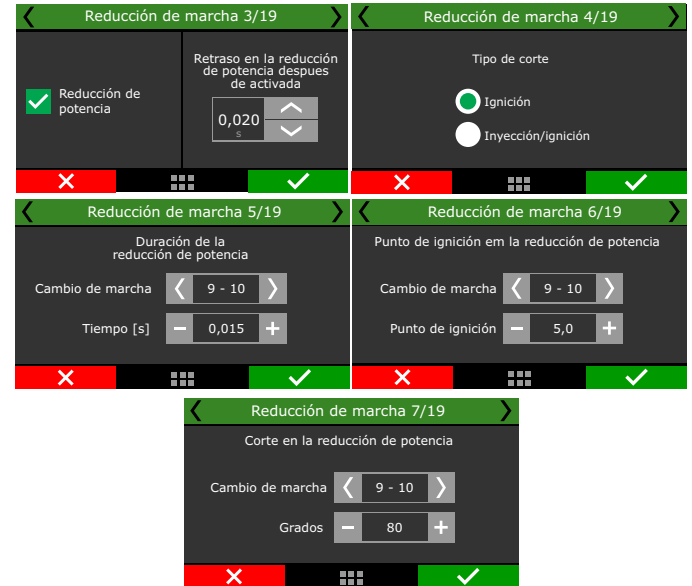 Reducción de marcha 3/19
Reducción de
potencia
Retraso en la reducción
de potencia despues
de activada
0,020
s
Reducción de marcha 4/19
Tipo de corte
Ignición
Inyección/ignición
Reducción de marcha 5/19
Duración de la
reducción de potencia
Cambio de marcha 9 - 10
Tiempo [s] 0,015
Reducción de marcha 6/19
Punto de ignición em la reducción de potencia
Cambio de marcha 9 - 10
Punto de ignición 5,0
Reducción de marcha 7/19
Corte en la reducción de potencia
Cambio de marcha 9 - 10
Grados 80